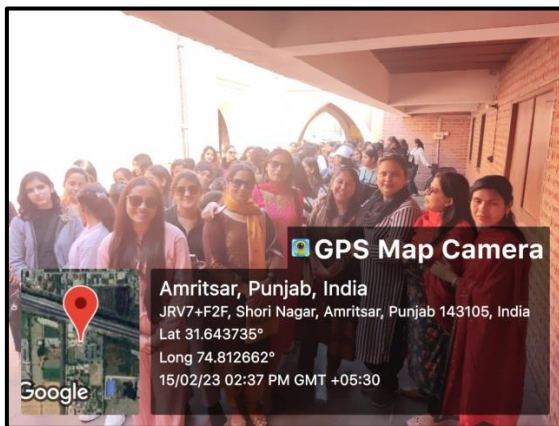 GPS Map Camera
Amritsar, Punjab, India
JRV7+F2F, Shori Nagar, Amritsar, Punjab 143105, India
Lat 31.643735°
Long 74.812662°
15/02/23 02:37 PM GMT +05:30
Google